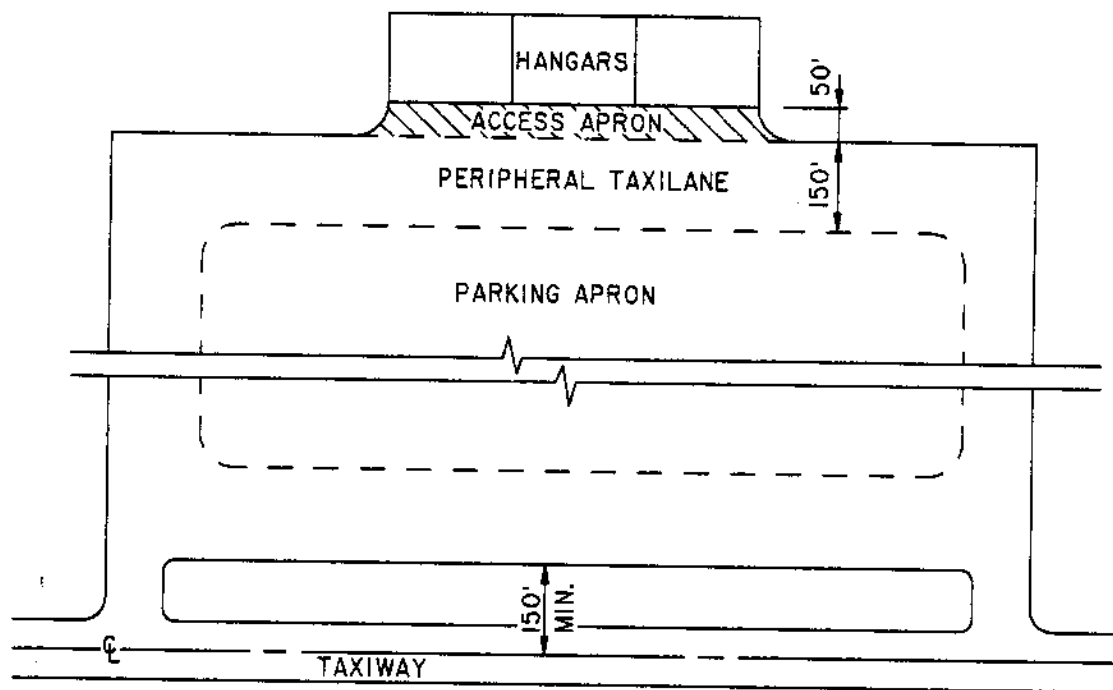 HANGARS
50'
ACCESS APRON
PERIPHERAL TAXILANE
150'
PARKING APRON
150'
MIN.
℄
TAXIWAY